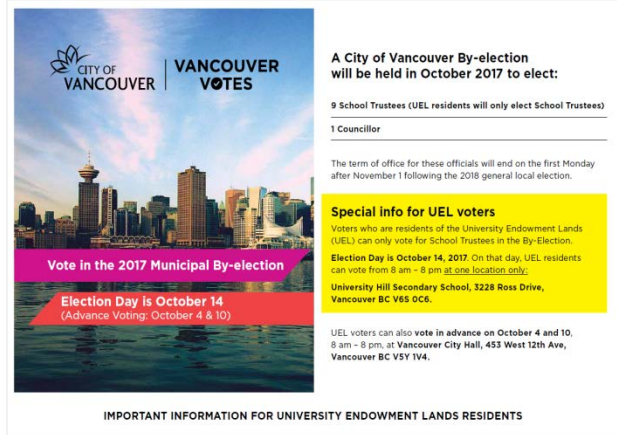 CITY OF
VANCOUVER
VANCOUVER
VOTES
Vote in the 2017 Municipal By-election
Election Day is October 14
(Advance Voting: October 4 & 10)
A City of Vancouver By-election
will be held in October 2017 to elect:
9 School Trustees (UEL residents will only elect School Trustees)
1 Councillor
The term of office for these officials will end on the first Monday
after November 1 following the 2018 general local election.
Special info for UEL voters
Voters who are residents of the University Endowment Lands
(UEL) can only vote for School Trustees in the By-Election.
Election Day is October 14, 2017. On that day, UEL residents
can vote from 8 am – 8 pm at one location only:
University Hill Secondary School, 3228 Ross Drive,
Vancouver BC V6S 0C6.
UEL voters can also vote in advance on October 4 and 10,
8 am – 8 pm, at Vancouver City Hall, 453 West 12th Ave,
Vancouver BC V5Y 1V4.
IMPORTANT INFORMATION FOR UNIVERSITY ENDOWMENT LANDS RESIDENTS